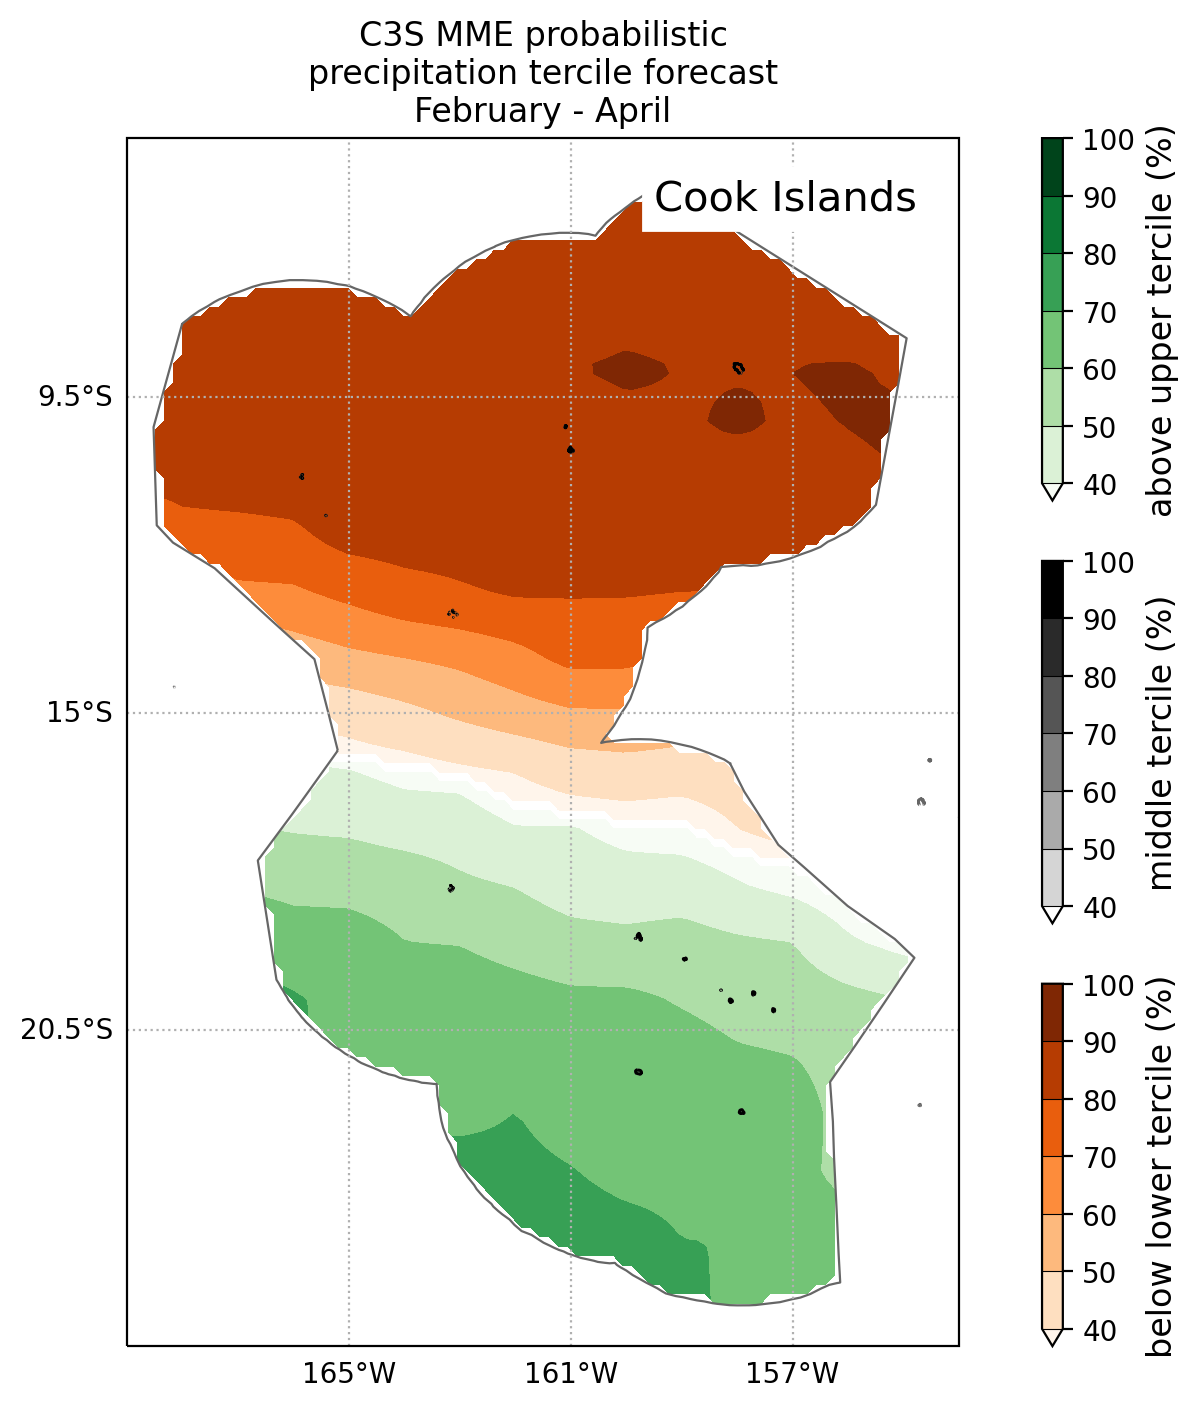 C3S MME probabilistic
precipitation tercile forecast
February - April
Cook Islands
9.5°S
15°S
20.5°S
165°W
161°W
157°W
100
90
80
70
60
50
40
above upper tercile (%)
100
90
80
70
60
50
40
middle tercile (%)
100
90
80
70
60
50
40
below lower tercile (%)